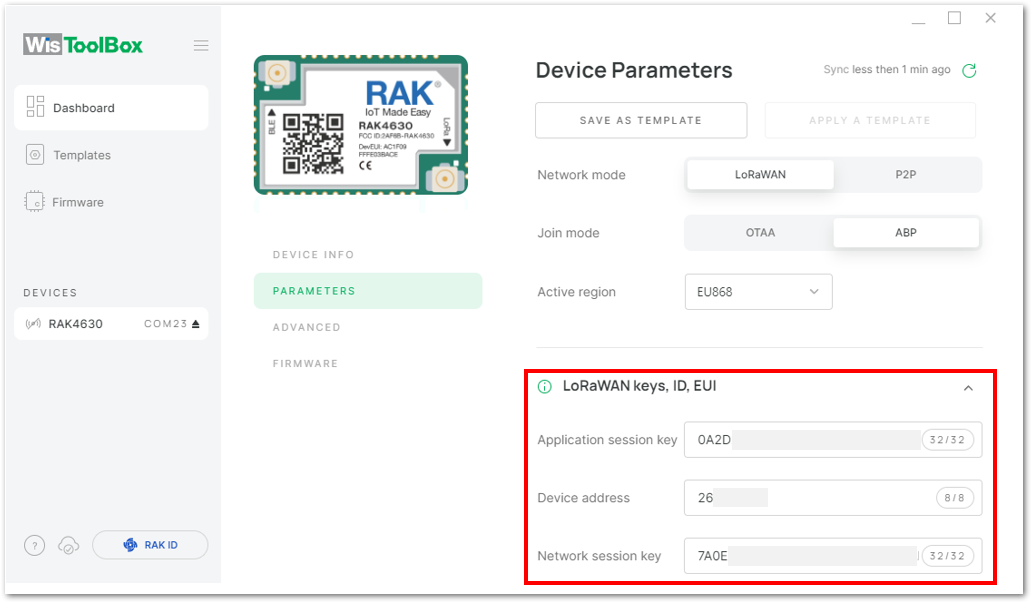 WisToolBox
Dashboard
Templates
Firmware
DEVICES
RAK4630 COM23
?
RAK ID
RAK®
IoT Made Easy
RAK4630
FCC ID:2AF6B-RAK4630
DevEUI: AC1F09
FFFE03BACE
CE
BLE
LoRa
DEVICE INFO
PARAMETERS
ADVANCED
FIRMWARE
Device Parameters
Sync less then 1 min ago
SAVE AS TEMPLATE
APPLY A TEMPLATE
Network mode LoRaWAN P2P
Join mode OTAA ABP
Active region EU868
LoRaWAN keys, ID, EUI
Application session key 0A2D 32/32
Device address 26 8/8
Network session key 7A0E 32/32